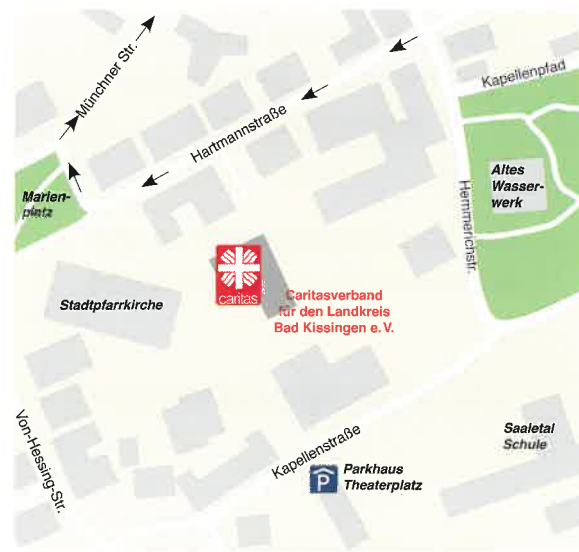 Münchner Str.
Kapellenpfad
Hartmannstraße
Marien-
platz
Altes
Wasser-
werk
Hemmerichstr.
caritas
Caritasverband
für den Landkreis
Bad Kissingen e. V.
Stadtpfarrkirche
Von-Hessing-Str.
Kapellenstraße
Saaletal
Schule
P
Parkhaus
Theaterplatz